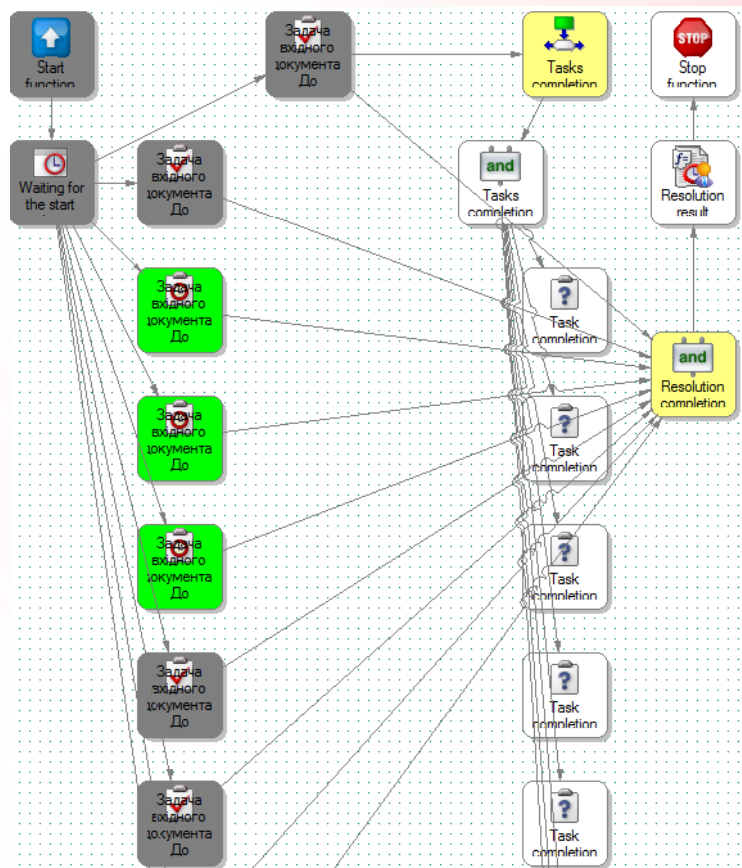 Start
function
Задача
вхідного
документа
До
Tasks
completion
STOP
Stop
function
Waiting for
the start
Задача
вхідного
документа
До
and
Tasks
completion
f=
Resolution
result
Задача
вхідного
документа
До
?
Task
completion
and
Resolution
completion
Задача
вхідного
документа
До
?
Task
completion
Задача
вхідного
документа
До
?
Task
completion
Задача
вхідного
документа
До
?
Task
completion
Задача
вхідного
документа
До
?
Task
completion